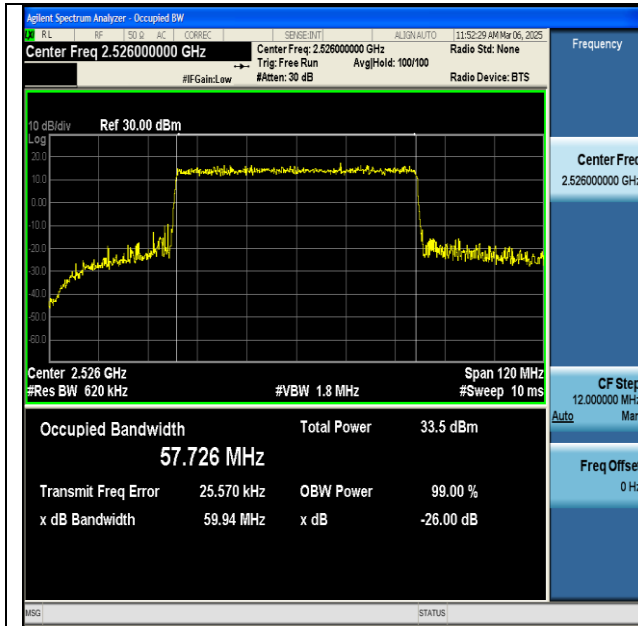 Agilent Spectrum Analyzer - Occupied BW
RL RF 50 Ω AC CORREC SENSE:INT ALIGN AUTO 11:52:29 AM Mar 06, 2025
Center Freq 2.526000000 GHz
Center Freq: 2.526000000 GHz
Radio Std: None
Trig: Free Run Avg|Hold: 100/100
#IFGain:Low #Atten: 30 dB Radio Device: BTS
10 dB/div Ref 30.00 dBm
Log
20.0
10.0
0.00
-10.0
-20.0
-30.0
-40.0
-50.0
-60.0
Center 2.526 GHz Span 120 MHz
#Res BW 620 kHz #VBW 1.8 MHz #Sweep 10 ms
Occupied Bandwidth Total Power 33.5 dBm
57.726 MHz
Transmit Freq Error 25.570 kHz OBW Power 99.00 %
x dB Bandwidth 59.94 MHz x dB -26.00 dB
MSG STATUS
Frequency
Center Freq
2.526000000 GHz
CF Step
12.000000 MHz
Auto Man
Freq Offset
0 Hz